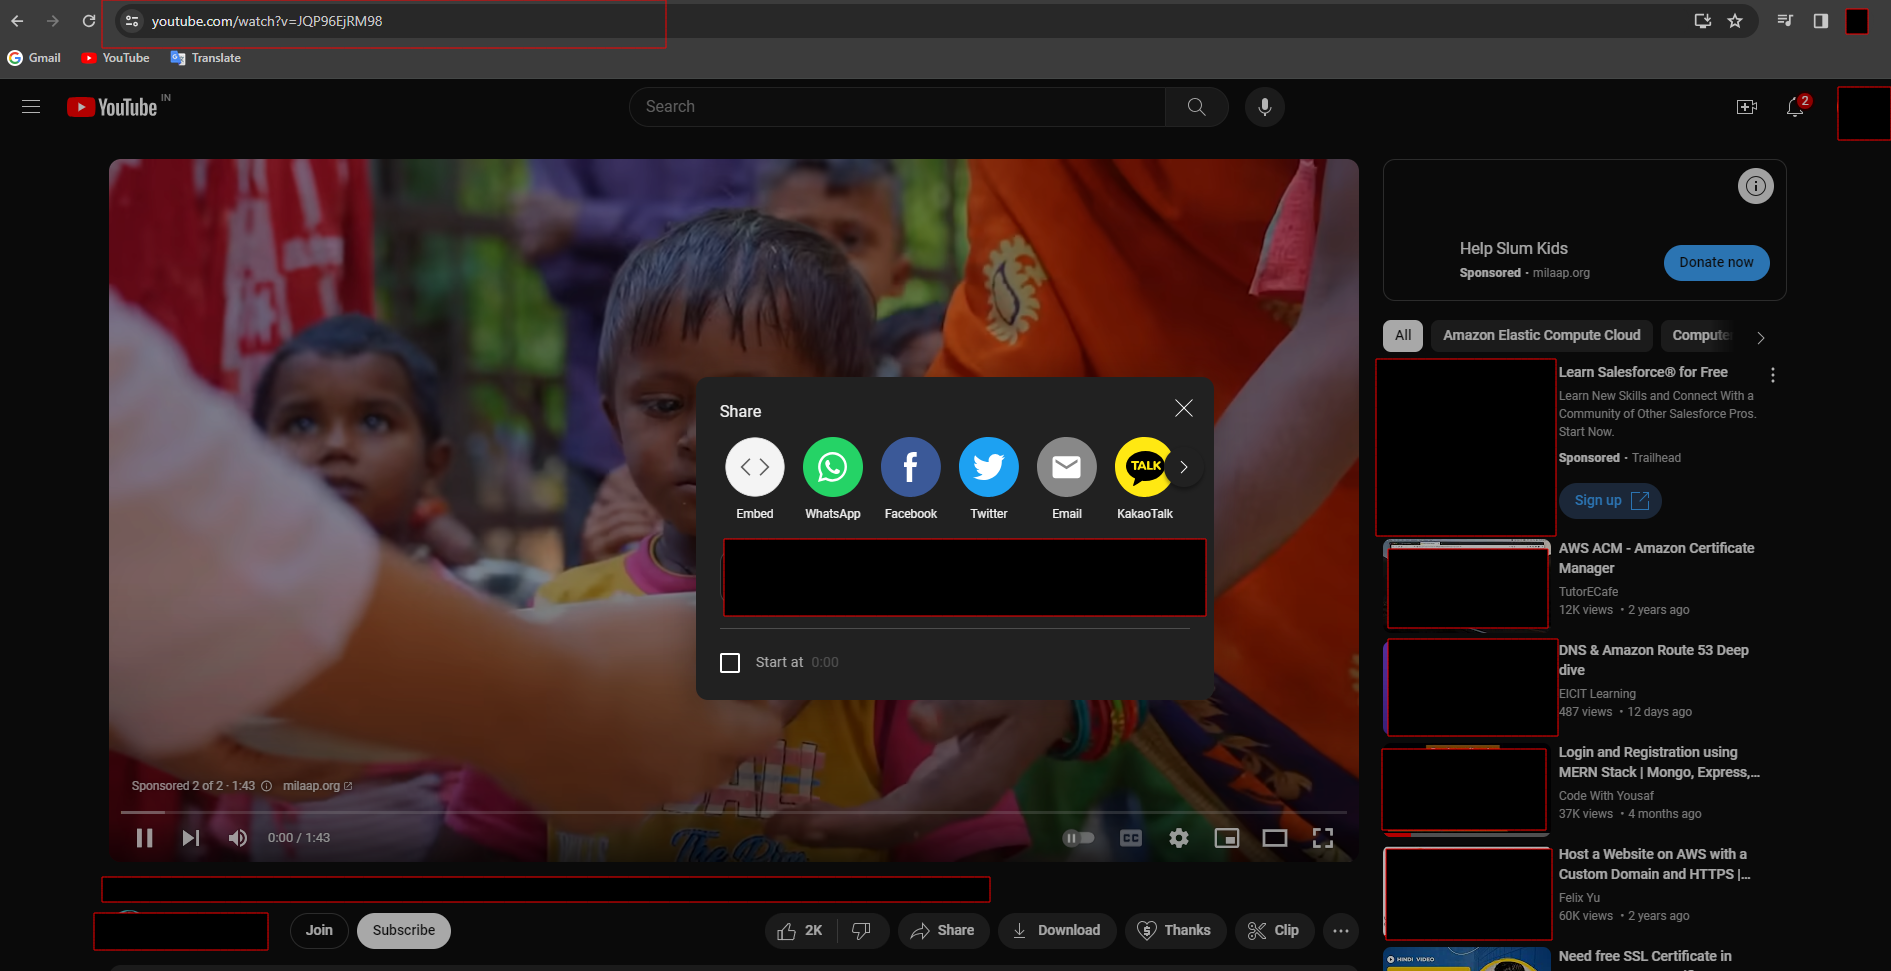 youtube.com/watch?v=JQP96EjRM98
Gmail YouTube Translate
YouTube IN
Search
2
Help Slum Kids
Sponsored · milaap.org
Donate now
All Amazon Elastic Compute Cloud
Learn Salesforce® for Free
Learn New Skills and Connect With a
Community of Other Salesforce Pros.
Start Now.
Sponsored · Trailhead
Sign up
Share
TALK
Embed WhatsApp Facebook Twitter Email KakaoTalk
Start at 0:00
AWS ACM - Amazon Certificate
Manager
TutorECafe
12K views • 2 years ago
DNS & Amazon Route 53 Deep
dive
EICIT Learning
487 views • 12 days ago
Login and Registration using
MERN Stack | Mongo, Express,...
Code With Yousaf
37K views • 4 months ago
Host a Website on AWS with a
Custom Domain and HTTPS |...
Felix Yu
60K views • 2 years ago
HINDI VIDEO
Need free SSL Certificate in
Sponsored 2 of 2 · 1:43 milaap.org
0:00 / 1:43
CC
Join Subscribe 2K Share Download Thanks Clip